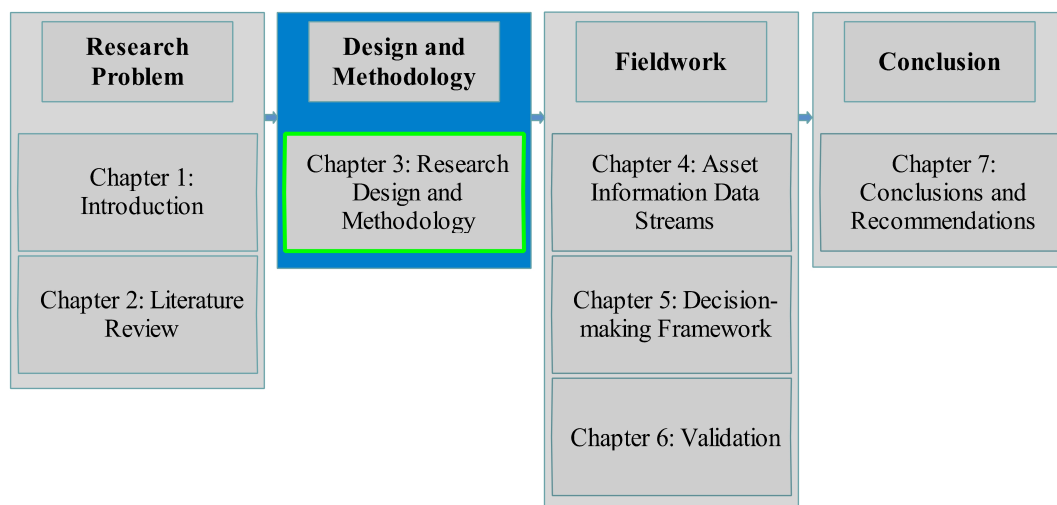 Research
Problem
Chapter 1:
Introduction
Chapter 2: Literature
Review
Design and
Methodology
Chapter 3: Research
Design and
Methodology
Fieldwork
Chapter 4: Asset
Information Data
Streams
Chapter 5: Decision-
making Framework
Chapter 6: Validation
Conclusion
Chapter 7:
Conclusions and
Recommendations